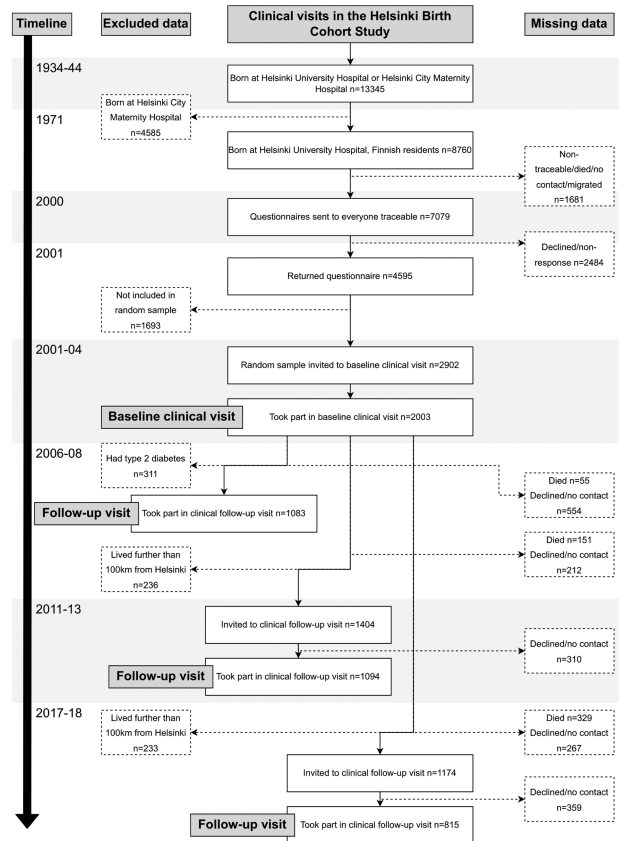 Timeline
Excluded data
Clinical visits in the Helsinki Birth
Cohort Study
Missing data
1934-44
Born at Helsinki University Hospital or Helsinki City Maternity
Hospital n=13345
Born at Helsinki City
Maternity Hospital
n=4585
1971
Born at Helsinki University Hospital, Finnish residents n=8760
Non-
traceable/died/no
contact/migrated
n=1681
2000
Questionnaires sent to everyone traceable n=7079
Declined/non-
response n=2484
2001
Returned questionnaire n=4595
Not included in
random sample
n=1693
2001-04
Random sample invited to baseline clinical visit n=2902
Baseline clinical visit
Took part in baseline clinical visit n=2003
2006-08
Had type 2 diabetes
n=311
Died n=55
Declined/no contact
n=554
Follow-up visit
Took part in clinical follow-up visit n=1083
Died n=151
Declined/no contact
n=212
Lived further than
100km from Helsinki
n=236
2011-13
Invited to clinical follow-up visit n=1404
Declined/no contact
n=310
Follow-up visit
Took part in clinical follow-up visit n=1094
2017-18
Lived further than
100km from Helsinki
n=233
Died n=329
Declined/no contact
n=267
Invited to clinical follow-up visit n=1174
Declined/no contact
n=359
Follow-up visit
Took part in clinical follow-up visit n=815